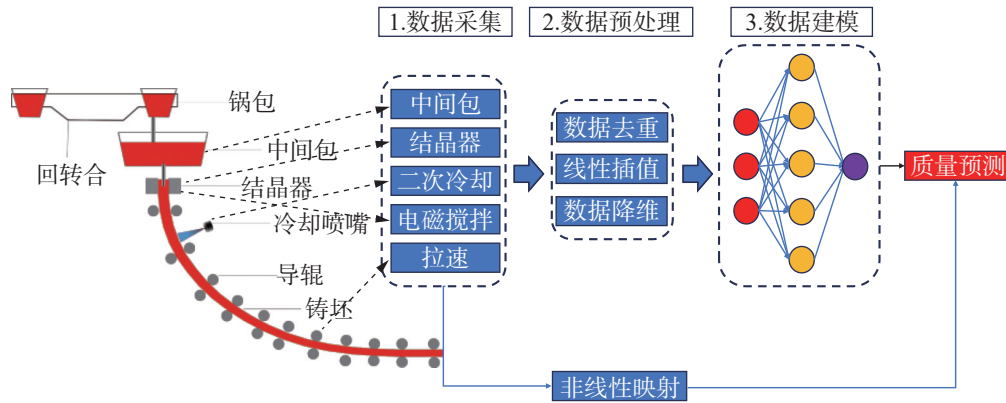 1.数据采集
2.数据预处理
3.数据建模
锅包
中间包
回转合
结晶器
冷却喷嘴
导辊
铸坯
中间包
结晶器
二次冷却
电磁搅拌
拉速
数据去重
线性插值
数据降维
质量预测
非线性映射